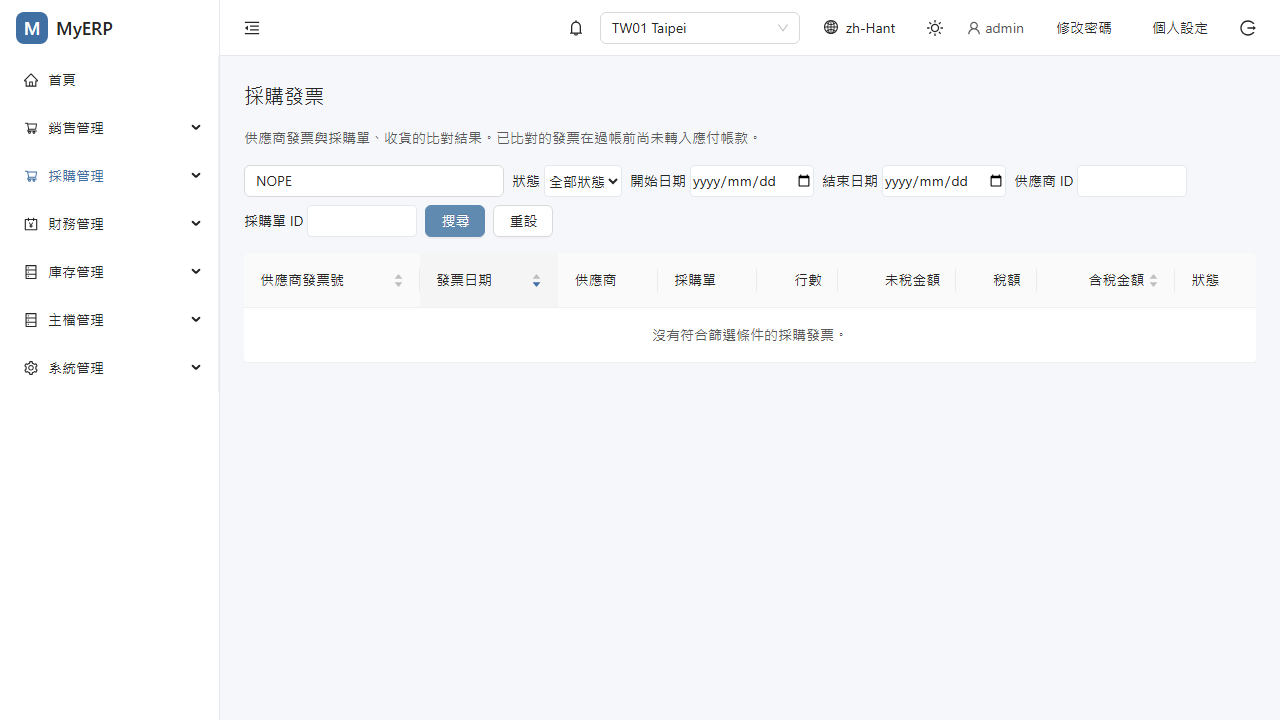 M MyERP
TW01 Taipei
zh-Hant
admin
修改密碼
個人設定
首頁
銷售管理
採購管理
財務管理
庫存管理
主檔管理
系統管理
採購發票
供應商發票與採購單、收貨的比對結果。已比對的發票在過帳前尚未轉入應付帳款。
NOPE 狀態 全部狀態 開始日期 yyyy/mm/dd 結束日期 yyyy/mm/dd 供應商 ID
採購單 ID 搜尋 重設
供應商發票號 發票日期 供應商 採購單 行數 未稅金額 稅額 含稅金額 狀態
沒有符合篩選條件的採購發票。